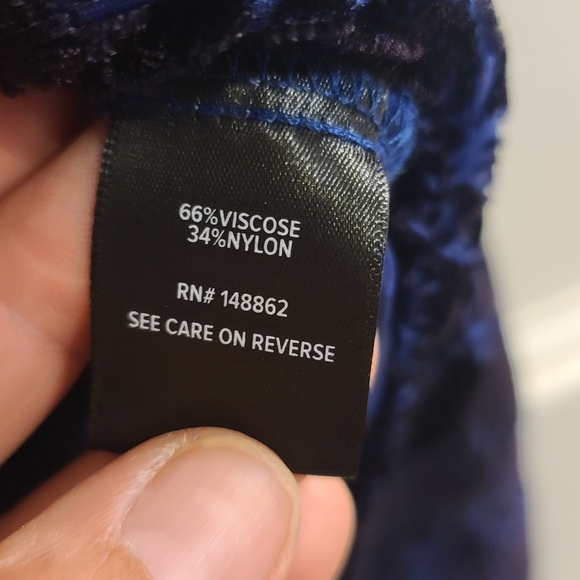 66%VISCOSE
34%NYLON
RN# 148862
SEE CARE ON REVERSE